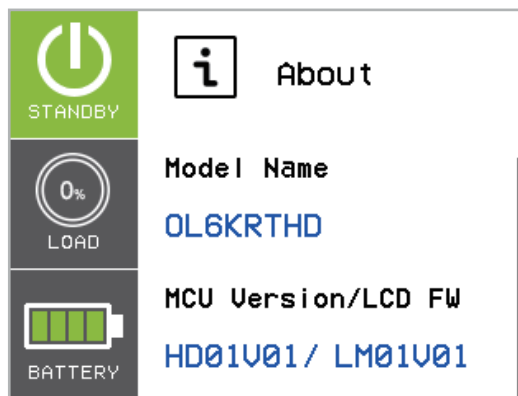 STANDBY
0%
LOAD
BATTERY
i About
Model Name
OL6KRTHD
MCU Version/LCD FW
HD01V01/ LM01V01